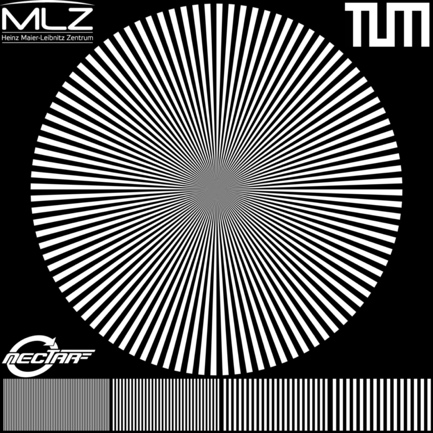 MLZ
Heinz Maier-Leibnitz Zentrum
TUM
NECTAR